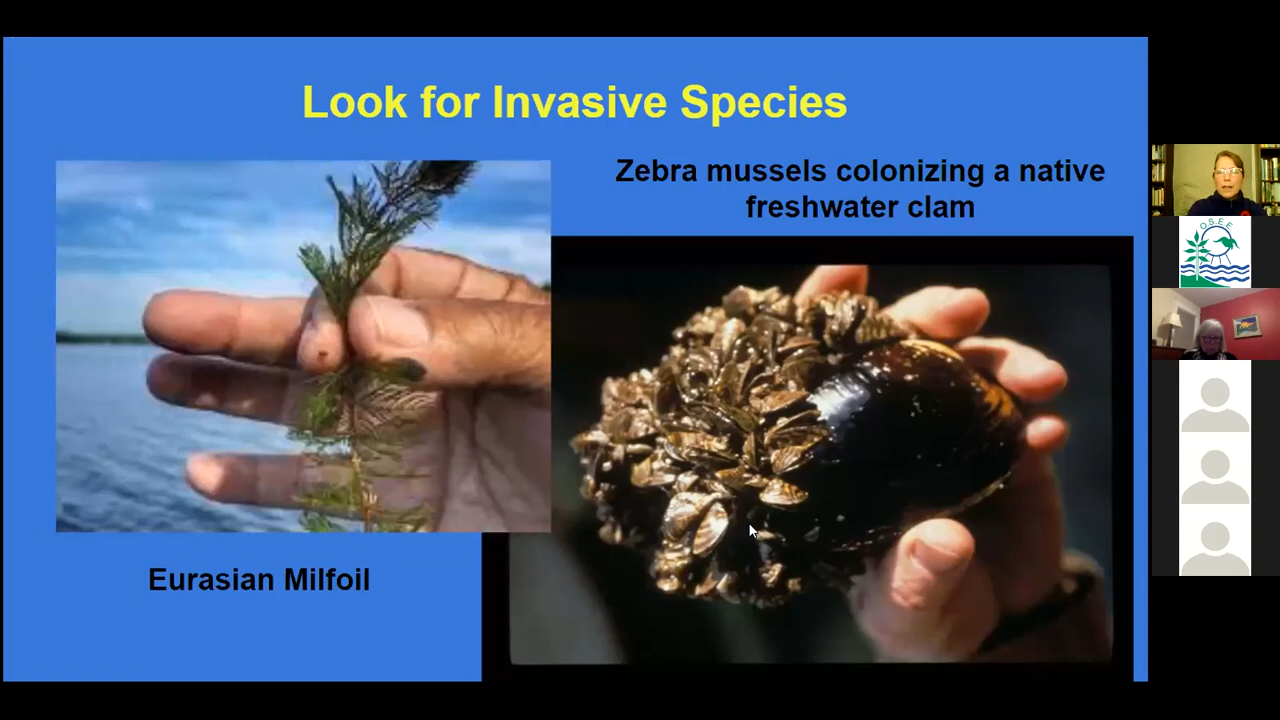 Look for Invasive Species
Zebra mussels colonizing a native
freshwater clam
Eurasian Milfoil
O.S.E.E